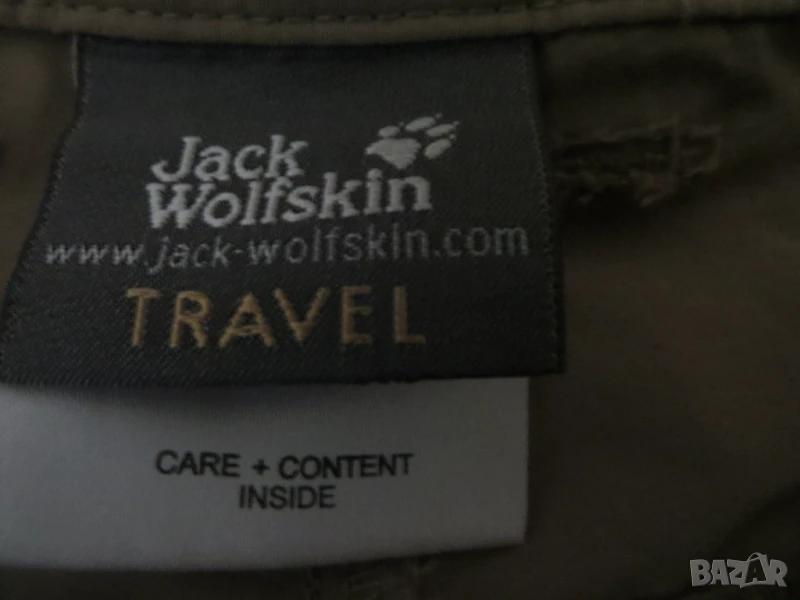 Jack
Wolfskin
www.jack-wolfskin.com
TRAVEL
CARE + CONTENT
INSIDE
BAZAR